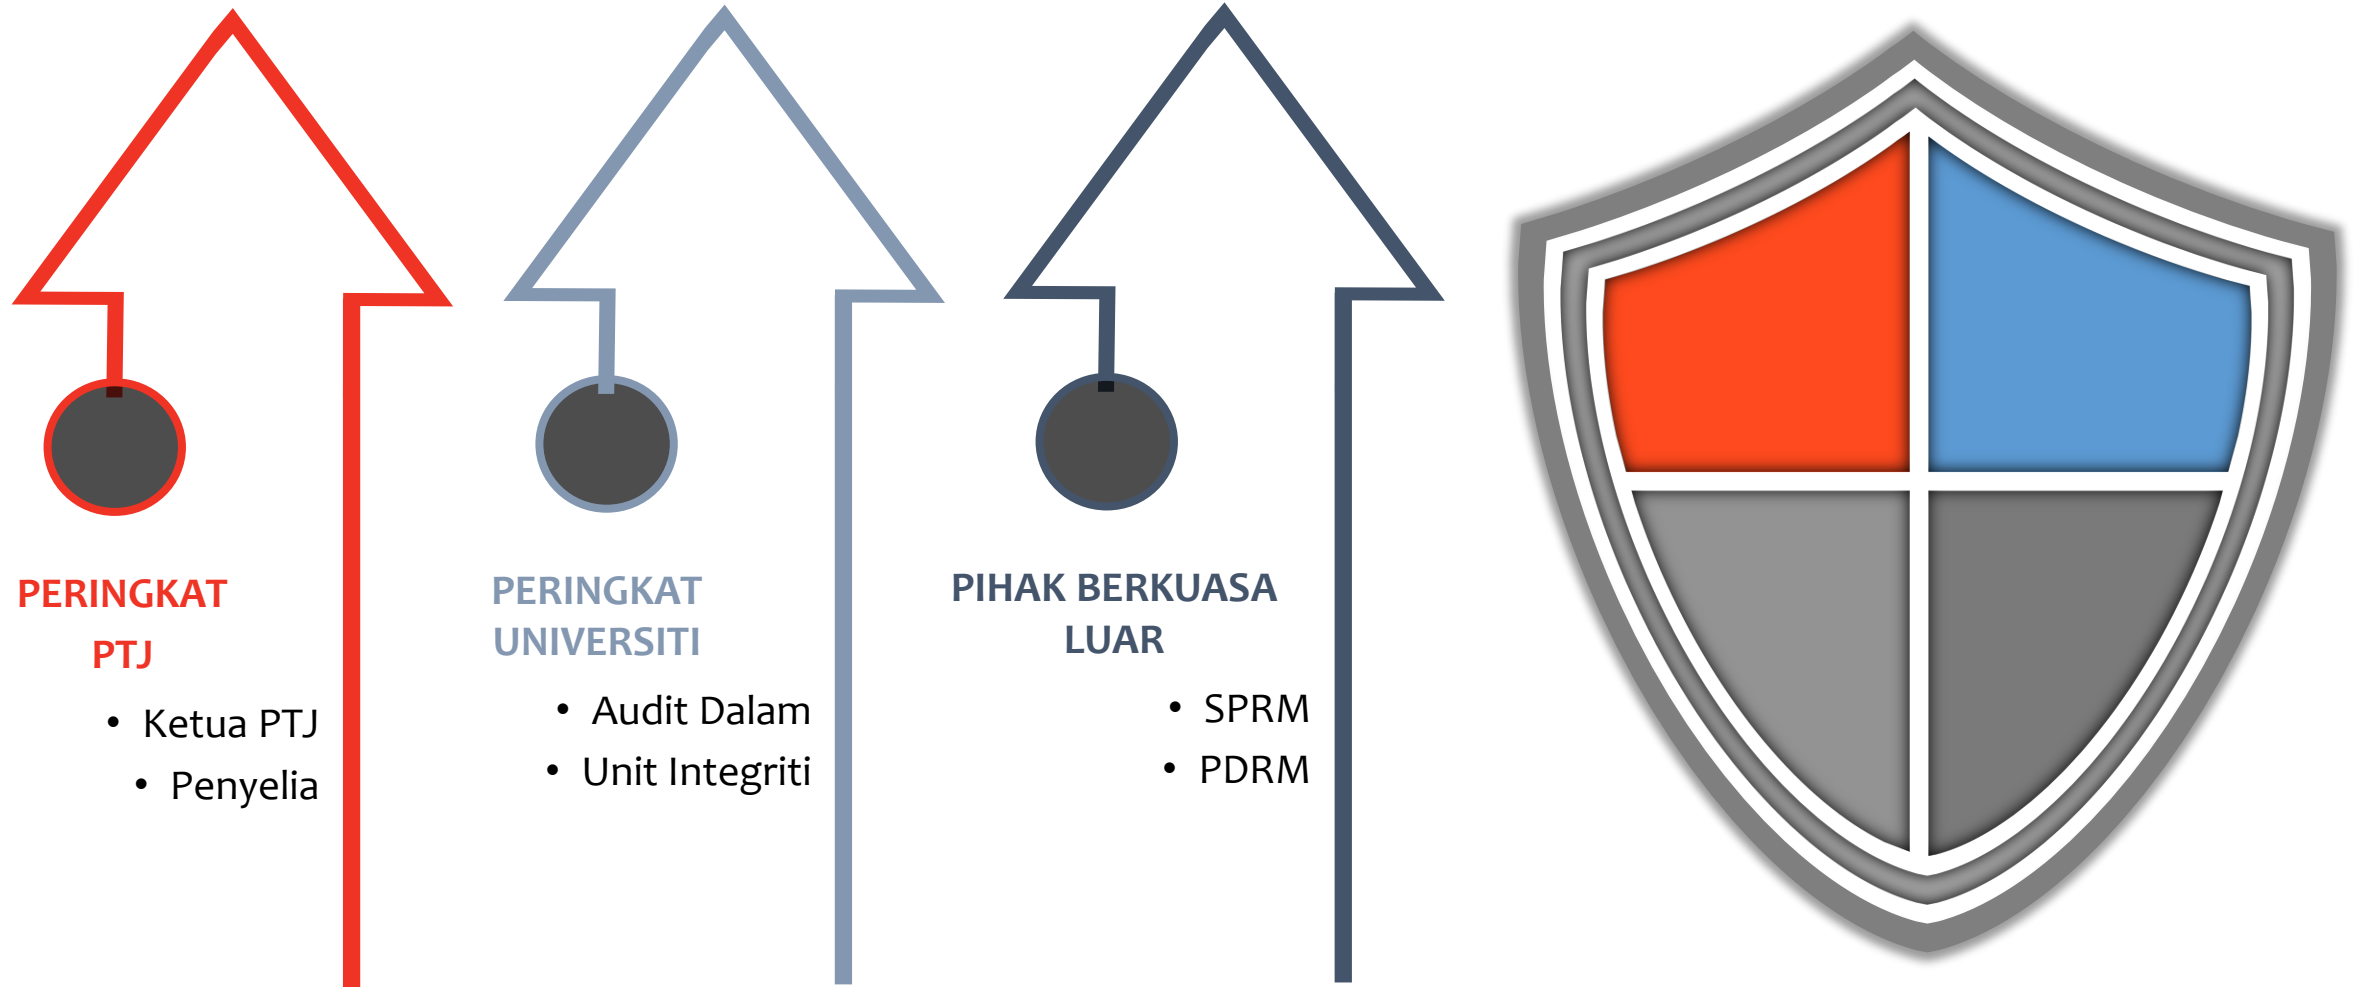 PERINGKAT
PTJ
• Ketua PTJ
• Penyelia
PERINGKAT
UNIVERSITI
• Audit Dalam
• Unit Integriti
PIHAK BERKUASA
LUAR
• SPRM
• PDRM